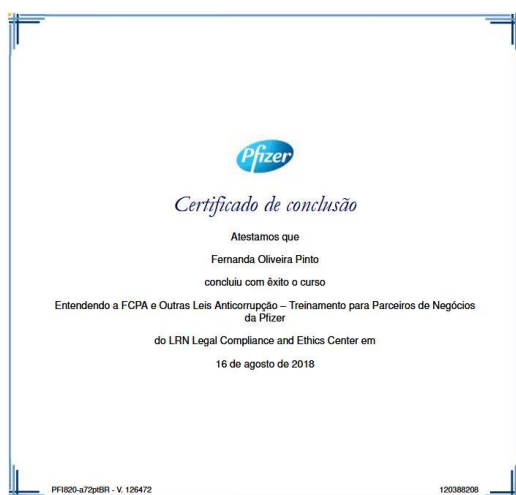 Pfizer
Certificado de conclusão
Atestamos que
Fernanda Oliveira Pinto
concluiu com êxito o curso
Entendendo a FCPA e Outras Leis Anticorrupção – Treinamento para Parceiros de Negócios
da Pfizer
do LRN Legal Compliance and Ethics Center em
16 de agosto de 2018
PFI820-a72ptBR - V. 126472
120388208